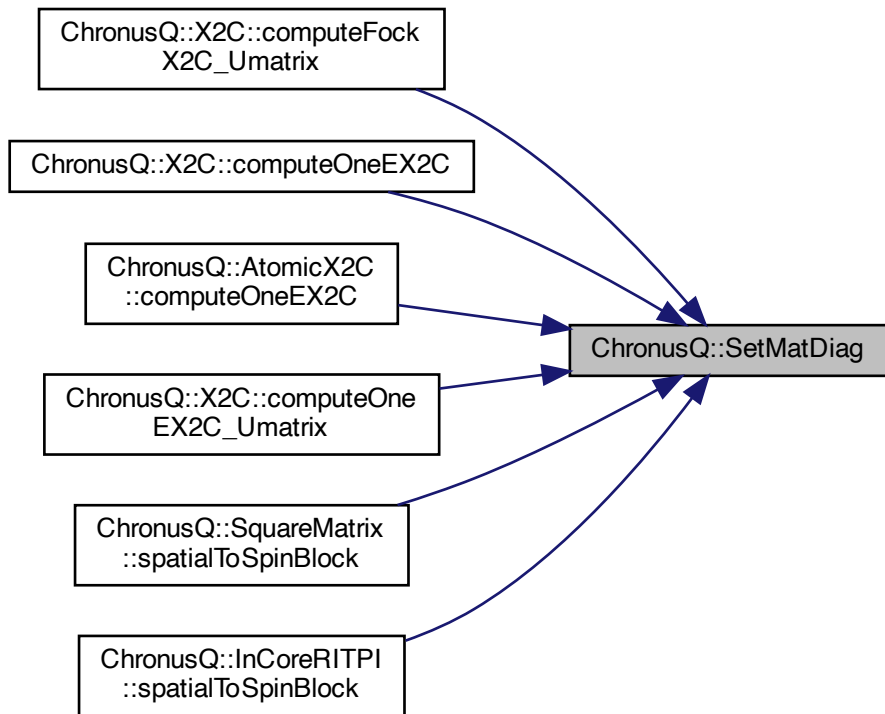 ChronusQ::X2C::computeFock
X2C_Umatrix
ChronusQ::X2C::computeOneEX2C
ChronusQ::AtomicX2C
::computeOneEX2C
ChronusQ::SetMatDiag
ChronusQ::X2C::computeOne
EX2C_Umatrix
ChronusQ::SquareMatrix
::spatialToSpinBlock
ChronusQ::InCoreRITPI
::spatialToSpinBlock